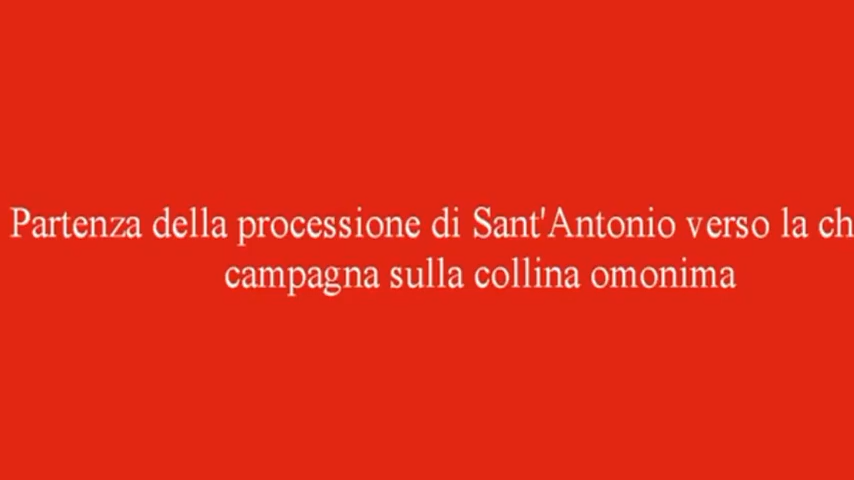 Partenza della processione di Sant'Antonio verso la ch
campagna sulla collina omonima